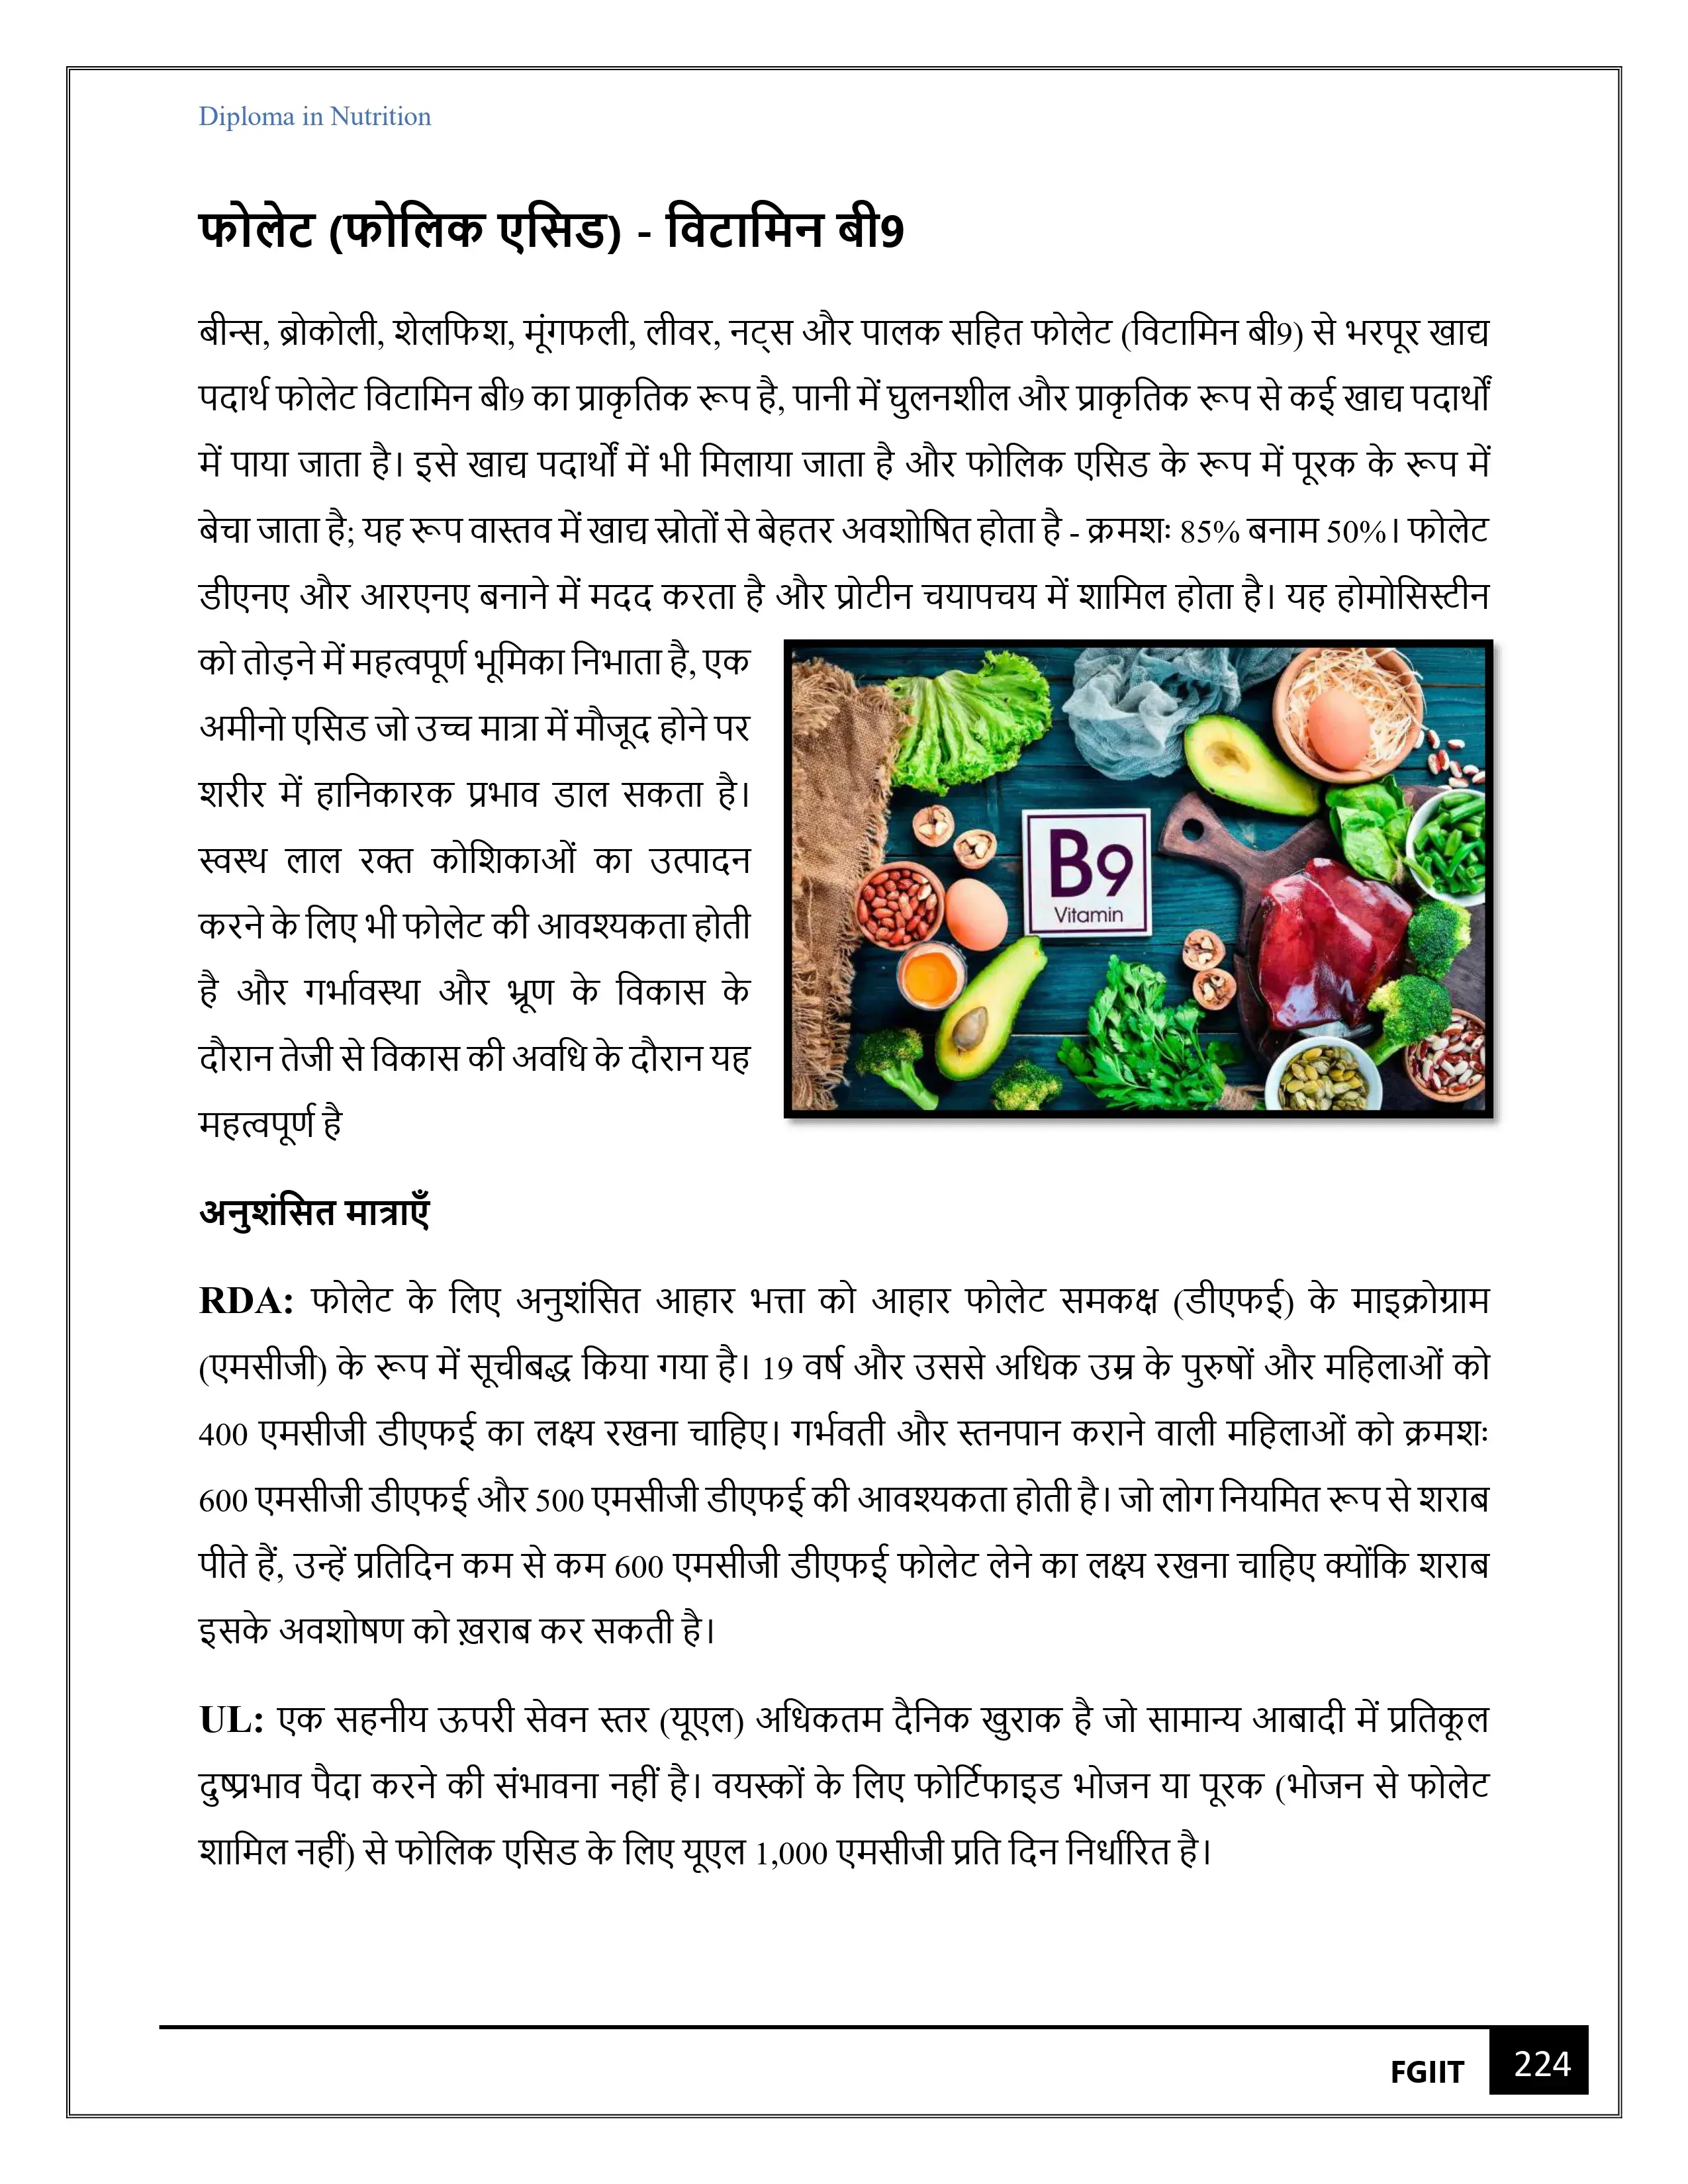 Diploma in Nutrition
फोलेट (फोलिक एसिड) - विटामिन बी9
बीन्स, ब्रोकोली, शेलफिश, मूंगफली, लीवर, नट्स और पालक सहित फोलेट (विटामिन बी9) से भरपूर खाद्य
पदार्थ फोलेट विटामिन बी9 का प्राकृतिक रूप है, पानी में घुलनशील और प्राकृतिक रूप से कई खाद्य पदार्थों
में पाया जाता है। इसे खाद्य पदार्थों में भी मिलाया जाता है और फोलिक एसिड के रूप में पूरक के रूप में
बेचा जाता है; यह रूप वास्तव में खाद्य स्रोतों से बेहतर अवशोषित होता है - क्रमशः 85% बनाम 50%। फोलेट
डीएनए और आरएनए बनाने में मदद करता है और प्रोटीन चयापचय में शामिल होता है। यह होमोसिस्टीन
को तोड़ने में महत्वपूर्ण भूमिका निभाता है, एक
अमीनो एसिड जो उच्च मात्रा में मौजूद होने पर
शरीर में हानिकारक प्रभाव डाल सकता है।
स्वस्थ लाल रक्त कोशिकाओं का उत्पादन
करने के लिए भी फोलेट की आवश्यकता होती
है और गर्भावस्था और भ्रूण के विकास के
दौरान तेजी से विकास की अवधि के दौरान यह
महत्वपूर्ण है
B9
Vitamin
अनुशंसित मात्राएँ
RDA: फोलेट के लिए अनुशंसित आहार भत्ता को आहार फोलेट समकक्ष (डीएफई) के माइक्रोग्राम
(एमसीजी) के रूप में सूचीबद्ध किया गया है। 19 वर्ष और उससे अधिक उम्र के पुरुषों और महिलाओं को
400 एमसीजी डीएफई का लक्ष्य रखना चाहिए। गर्भवती और स्तनपान कराने वाली महिलाओं को क्रमशः
600 एमसीजी डीएफई और 500 एमसीजी डीएफई की आवश्यकता होती है। जो लोग नियमित रूप से शराब
पीते हैं, उन्हें प्रतिदिन कम से कम 600 एमसीजी डीएफई फोलेट लेने का लक्ष्य रखना चाहिए क्योंकि शराब
इसके अवशोषण को ख़राब कर सकती है।
UL: एक सहनीय ऊपरी सेवन स्तर (यूएल) अधिकतम दैनिक खुराक है जो सामान्य आबादी में प्रतिकूल
दुष्प्रभाव पैदा करने की संभावना नहीं है। वयस्कों के लिए फोर्टिफाइड भोजन या पूरक (भोजन से फोलेट
शामिल नहीं) से फोलिक एसिड के लिए यूएल 1,000 एमसीजी प्रति दिन निर्धारित है।
FGIIT
224